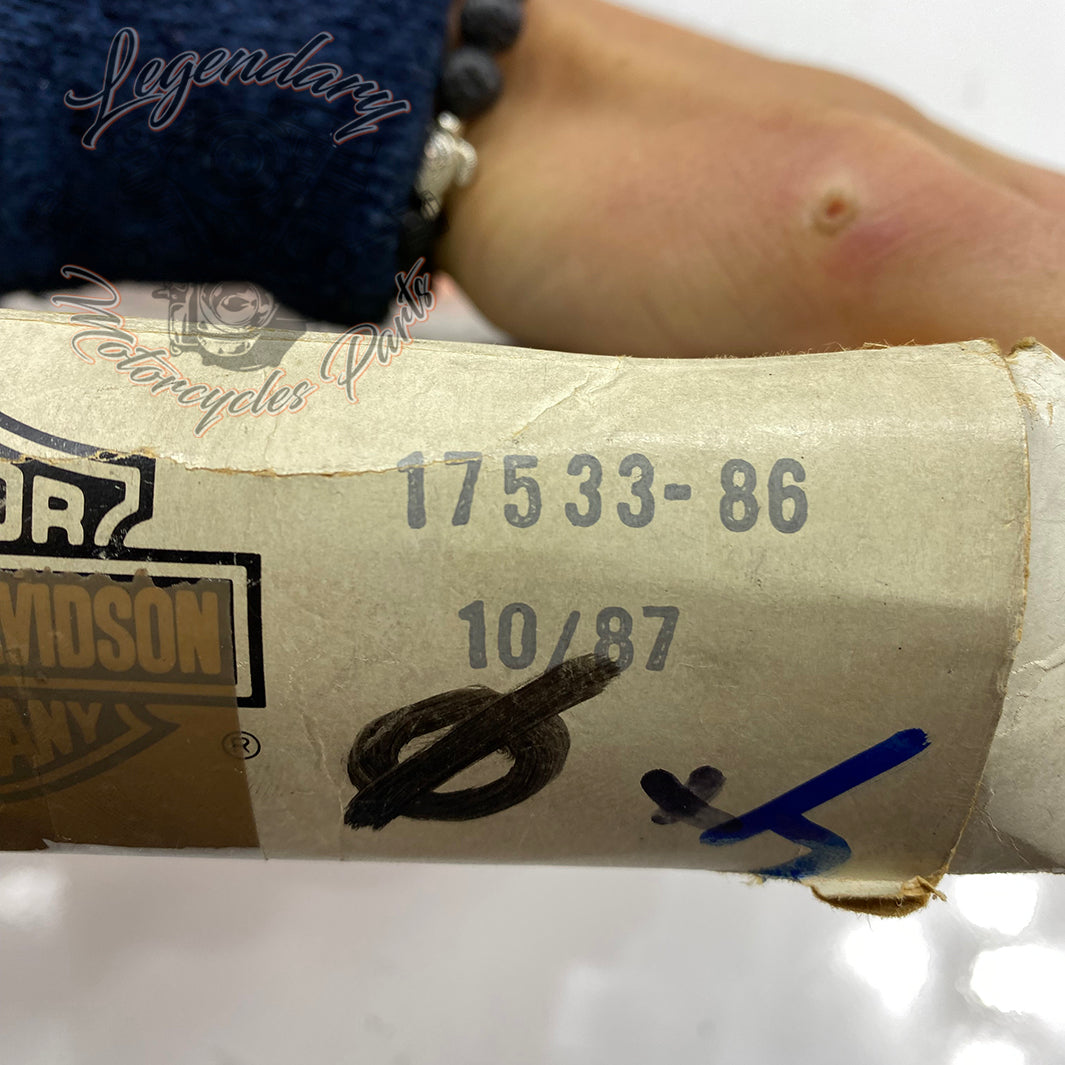 Legendary
Motorcycles Parts
17533-86
OR
VIDSON
10/87
ANY
®